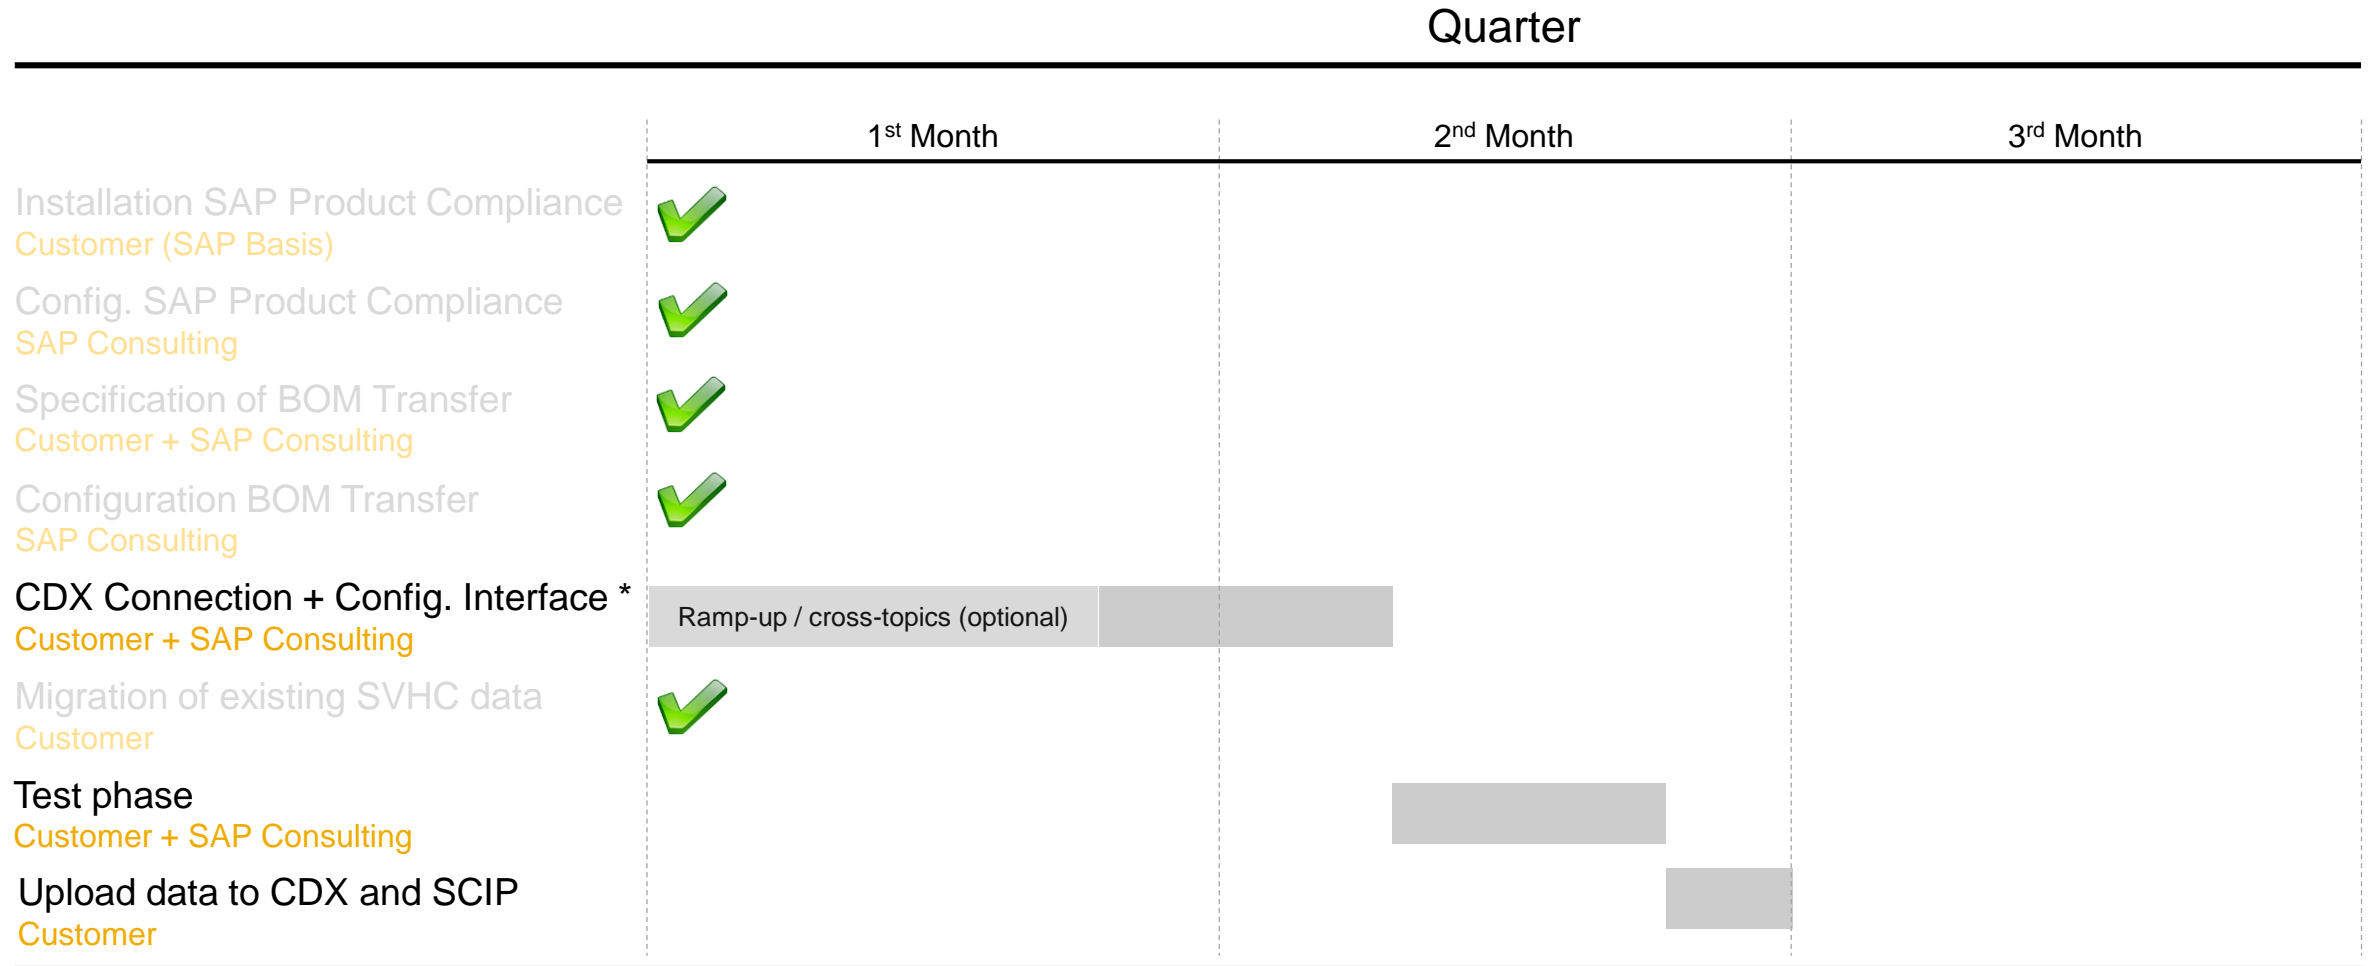 Quarter
1st Month
2nd Month
3rd Month
Installation SAP Product Compliance
Customer (SAP Basis)
Config. SAP Product Compliance
SAP Consulting
Specification of BOM Transfer
Customer + SAP Consulting
Configuration BOM Transfer
SAP Consulting
CDX Connection + Config. Interface *
Customer + SAP Consulting
Ramp-up / cross-topics (optional)
Migration of existing SVHC data
Customer
Test phase
Customer + SAP Consulting
Upload data to CDX and SCIP
Customer